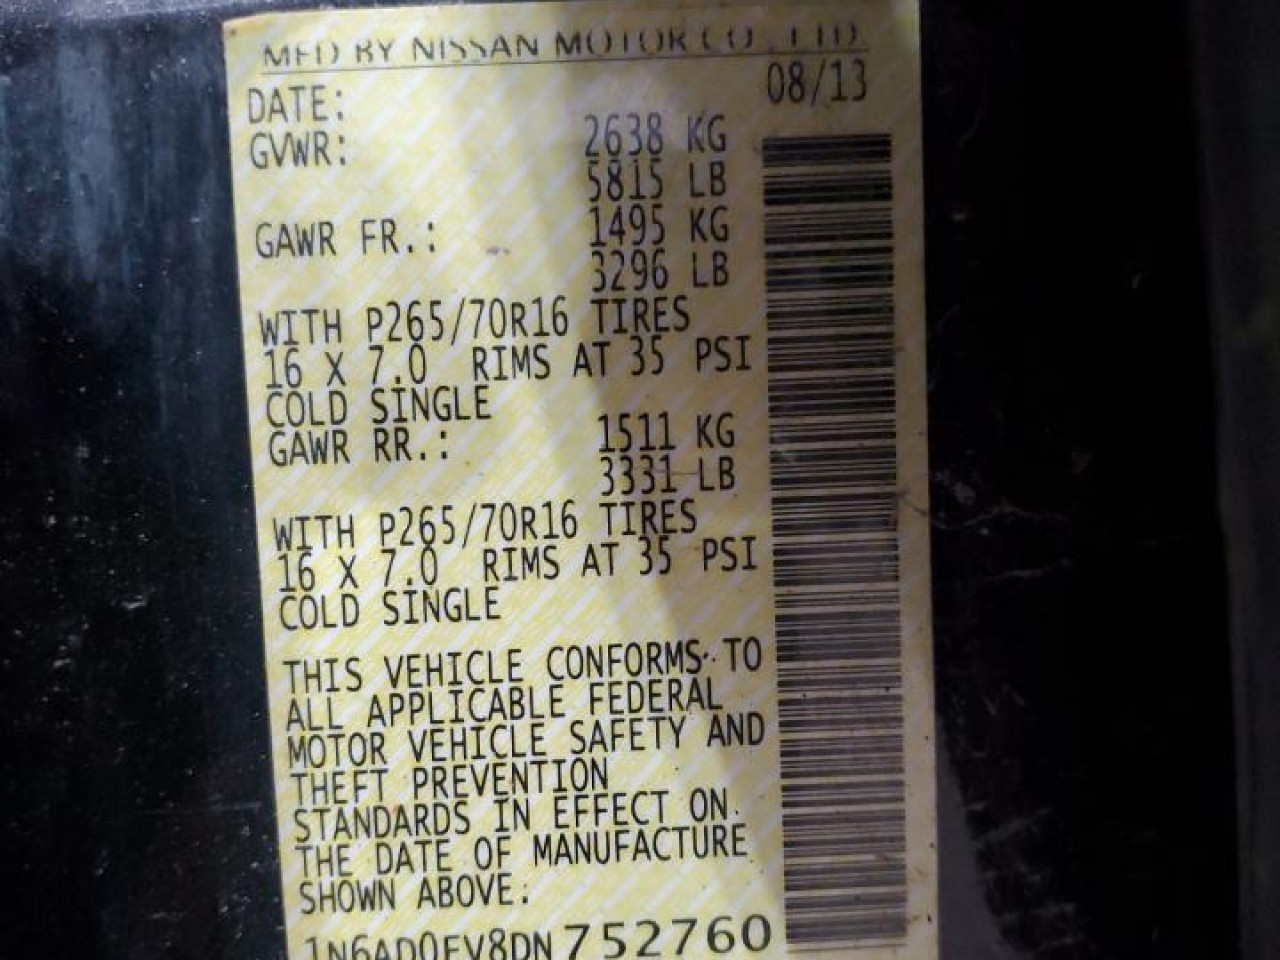 MFD BY NISSAN MOTOR CO., LTD.
DATE: 08/13
GVWR: 2638 KG
5815 LB
GAWR FR.: 1495 KG
3296 LB
WITH P265/70R16 TIRES
16 X 7.0 RIMS AT 35 PSI
COLD SINGLE
GAWR RR.: 1511 KG
3331 LB
WITH P265/70R16 TIRES
16 X 7.0 RIMS AT 35 PSI
COLD SINGLE
THIS VEHICLE CONFORMS TO
ALL APPLICABLE FEDERAL
MOTOR VEHICLE SAFETY AND
THEFT PREVENTION
STANDARDS IN EFFECT ON
THE DATE OF MANUFACTURE
SHOWN ABOVE:
1N6AD0EV8DN752760